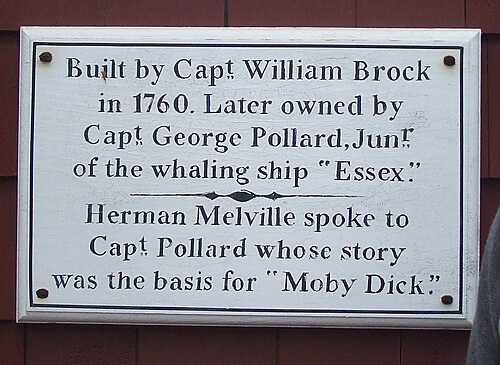 Built by Capt. William Brock
in 1760. Later owned by
Capt. George Pollard, Junr.
of the whaling ship "Essex."
Herman Melville spoke to
Capt. Pollard whose story
was the basis for "Moby Dick."